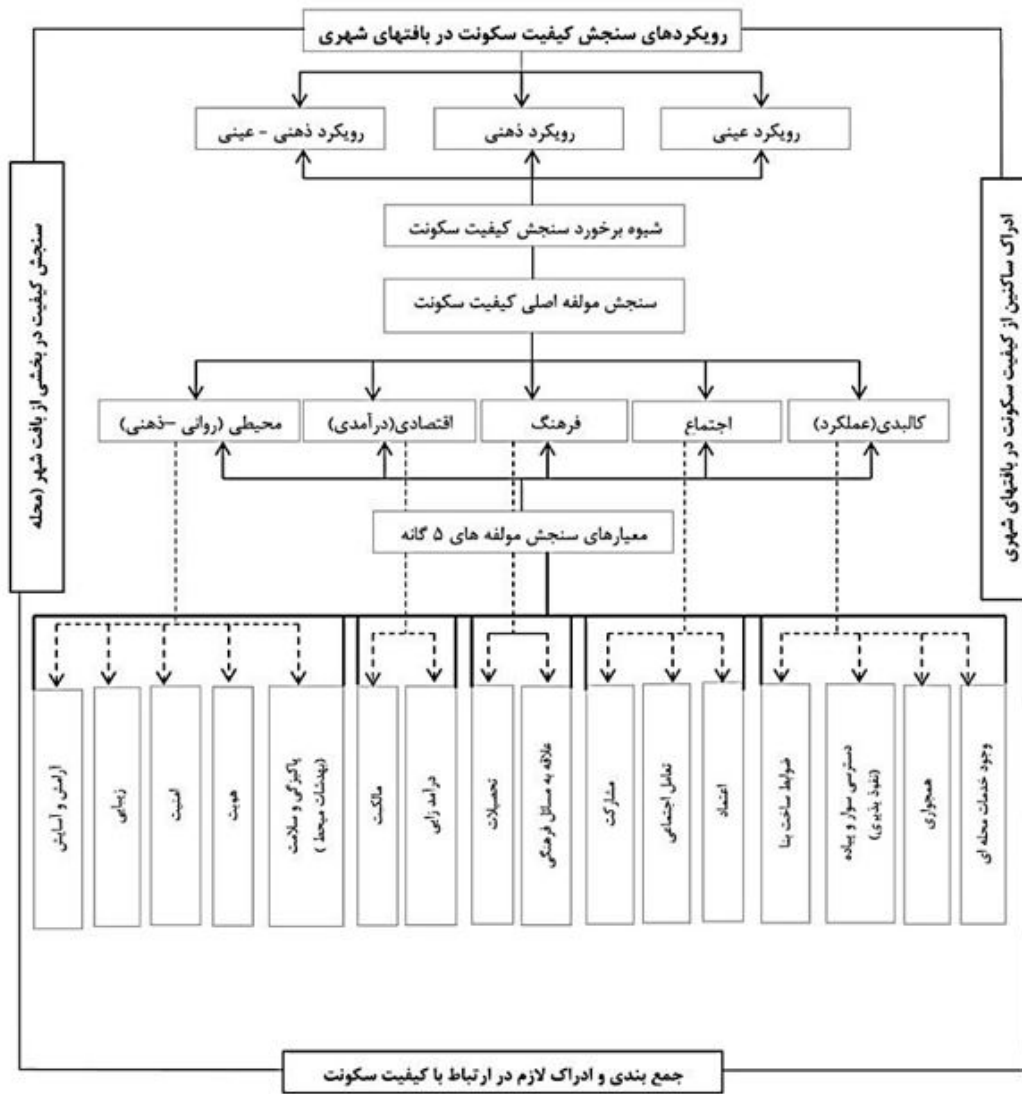 رویکردهای سنجش کیفیت سکونت در بافتهای شهری
رویکرد عینی
رویکرد ذهنی
رویکرد ذهنی - عینی
شیوه برخورد سنجش کیفیت سکونت
سنجش مولفه اصلی کیفیت سکونت
ادراک ساکنین از کیفیت سکونت در بافتهای شهری
سنجش کیفیت در بخشی از بافت شهر (محله
کالبدی(عملکرد)
اجتماع
فرهنگ
اقتصادی(درآمدی)
محیطی (روانی –ذهنی)
معیارهای سنجش مولفه های ۵ گانه
وجود خدمات محله ای
همجواری
دسترسی سوار و پیاده
(نفوذ پذیری)
ضوابط ساخت بنا
اعتماد
تعامل اجتماعی
مشارکت
علاقه به مسائل فرهنگی
تحصیلات
درآمد زایی
مالکیت
پاکیزگی و سلامت
(بهدشات میحط )
هویت
امنیت
زیبایی
آرامش و آسایش
جمع بندی و ادراک لازم در ارتباط با کیفیت سکونت